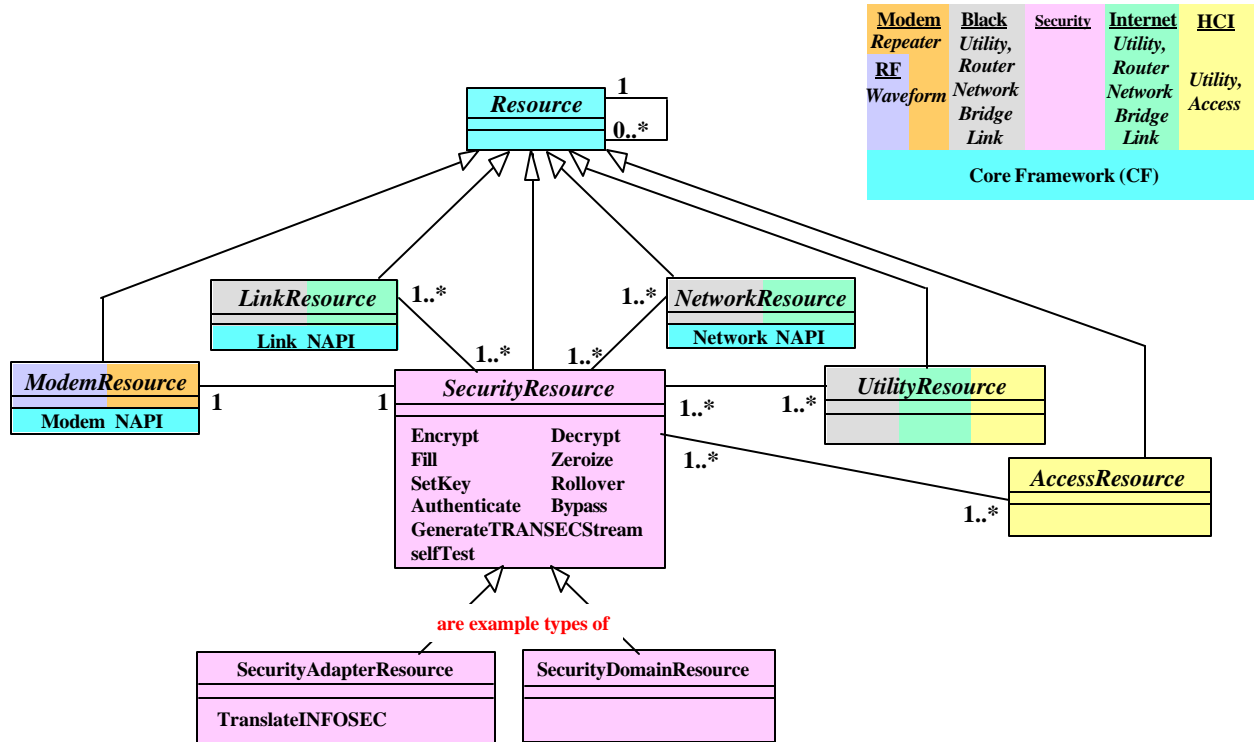 Modem
Repeater
RF
Waveform
Black
Utility,
Router
Network
Bridge
Link
Security
Internet
Utility,
Router
Network
Bridge
Link
HCI
Utility,
Access
Core Framework (CF)
Resource
1
0..*
LinkResource
Link NAPI
1..*
1..*
NetworkResource
Network NAPI
1..*
1..*
ModemResource
Modem NAPI
1
1
SecurityResource
Encrypt Decrypt
Fill Zeroize
SetKey Rollover
Authenticate Bypass
GenerateTRANSECStream
selfTest
UtilityResource
1..*
1..*
AccessResource
1..*
1..*
are example types of
SecurityAdapterResource
TranslateINFOSEC
SecurityDomainResource